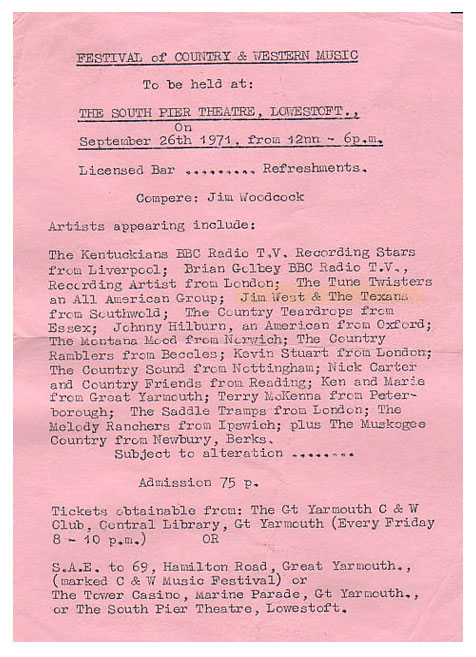 FESTIVAL of COUNTRY & WESTERN MUSIC
To be held at:
THE SOUTH PIER THEATRE, LOWESTOFT.,
On
September 26th 1971, from 12nn - 6p.m.
Licensed Bar ......... Refreshments.
Compere: Jim Woodcock
Artists appearing include:
The Kentuckians BBC Radio T.V. Recording Stars
from Liverpool; Brian Golbey BBC Radio T.V.,
Recording Artist from London; The Tune Twisters
an All American Group; Jim West & The Texans
from Southwold; The Country Teardrops from
Essex; Johnny Hilburn, an American from Oxford;
The Montana Mood from Norwich; The Country
Ramblers from Beccles; Kevin Stuart from London;
The Country Sound from Nottingham; Nick Carter
and Country Friends from Reading; Ken and Marie
from Great Yarmouth; Terry McKenna from Peter-
borough; The Saddle Tramps from London; The
Melody Ranchers from Ipswich; plus The Muskogee
Country from Newbury, Berks.
Subject to alteration ........
Admission 75 p.
Tickets obtainable from: The Gt Yarmouth C & W
Club, Central Library, Gt Yarmouth (Every Friday
8 - 10 p.m.) OR
S.A.E. to 69, Hamilton Road, Great Yarmouth.,
(marked C & W Music Festival) or
The Tower Casino, Marine Parade, Gt Yarmouth.,
or The South Pier Theatre, Lowestoft.